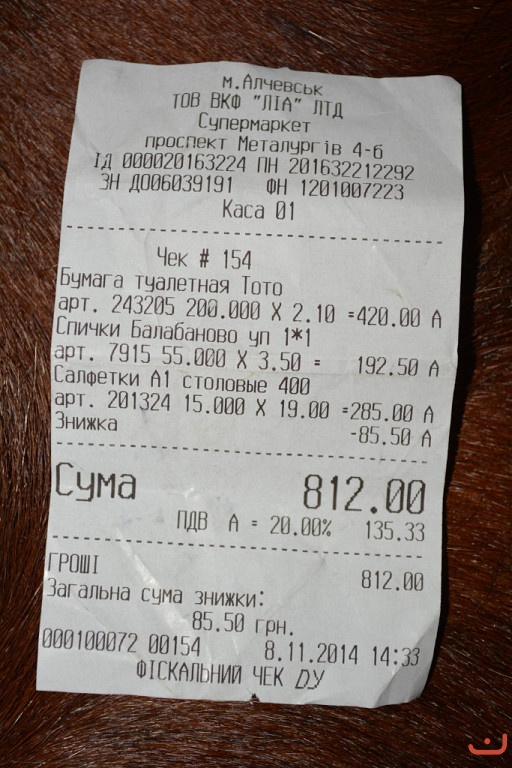 м.Алчевськ
ТОВ ВКФ "ЛІА" ЛТД
Супермаркет
проспект Металургів 4-б
ІД 000020163224 ПН 201632212292
ЗН ДО06039191 ФН 1201007223
Каса 01
Чек # 154
Бумага туалетная Тото
арт. 243205 200.000 X 2.10 =420.00 А
Спички Балабаново уп 1*1
арт. 7915 55.000 X 3.50 = 192.50 А
Салфетки А1 столовые 400
арт. 201324 15.000 X 19.00 =285.00 А
Знижка -85.50 А
Сума 812.00
ПДВ А = 20.00% 135.33
ГРОШІ 812.00
Загальна сума знижки:
85.50 грн.
000100072 00154 8.11.2014 14:33
ФІСКАЛЬНИЙ ЧЕК